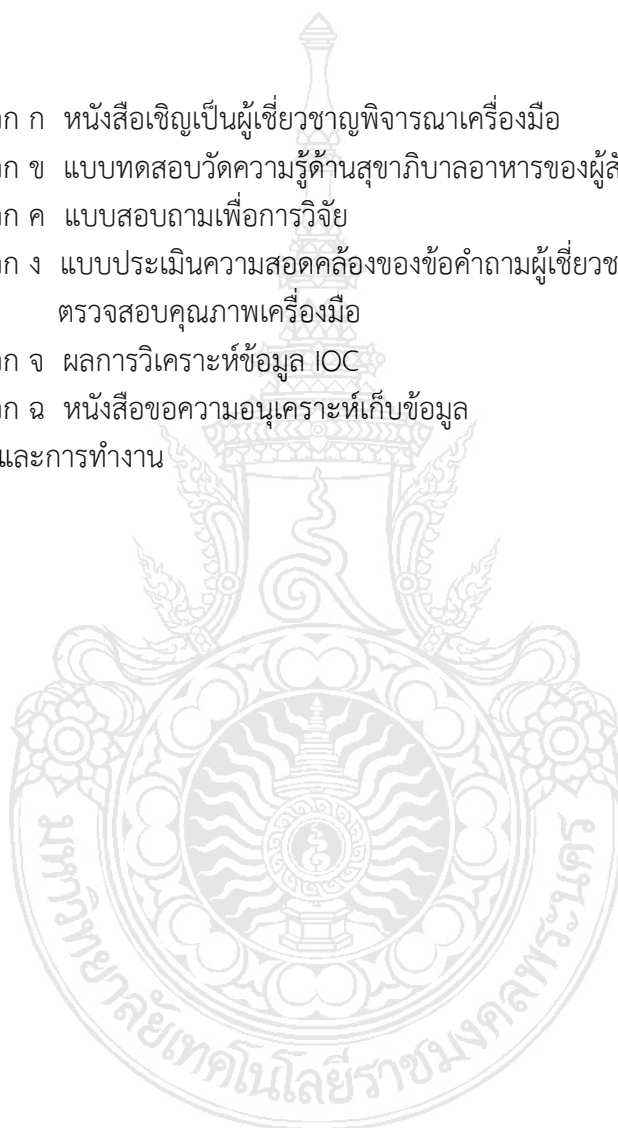 ก ก หนังสือเชิญเป็นผู้เชี่ยวชาญพิจารณาเครื่องมือ
ก ข แบบทดสอบวัดความรู้ด้านสุขาภิบาลอาหารของผู้สั
ก ค แบบสอบถามเพื่อการวิจัย
ก ง แบบประเมินความสอดคล้องของข้อคำถามผู้เชี่ยวช
ตรวจสอบคุณภาพเครื่องมือ
ก จ ผลการวิเคราะห์ข้อมูล IOC
ก ฉ หนังสือขอความอนุเคราะห์เก็บข้อมูล
และการทำงาน
มหาวิทยาลัยเทคโนโลยีราชมงคลพระนคร